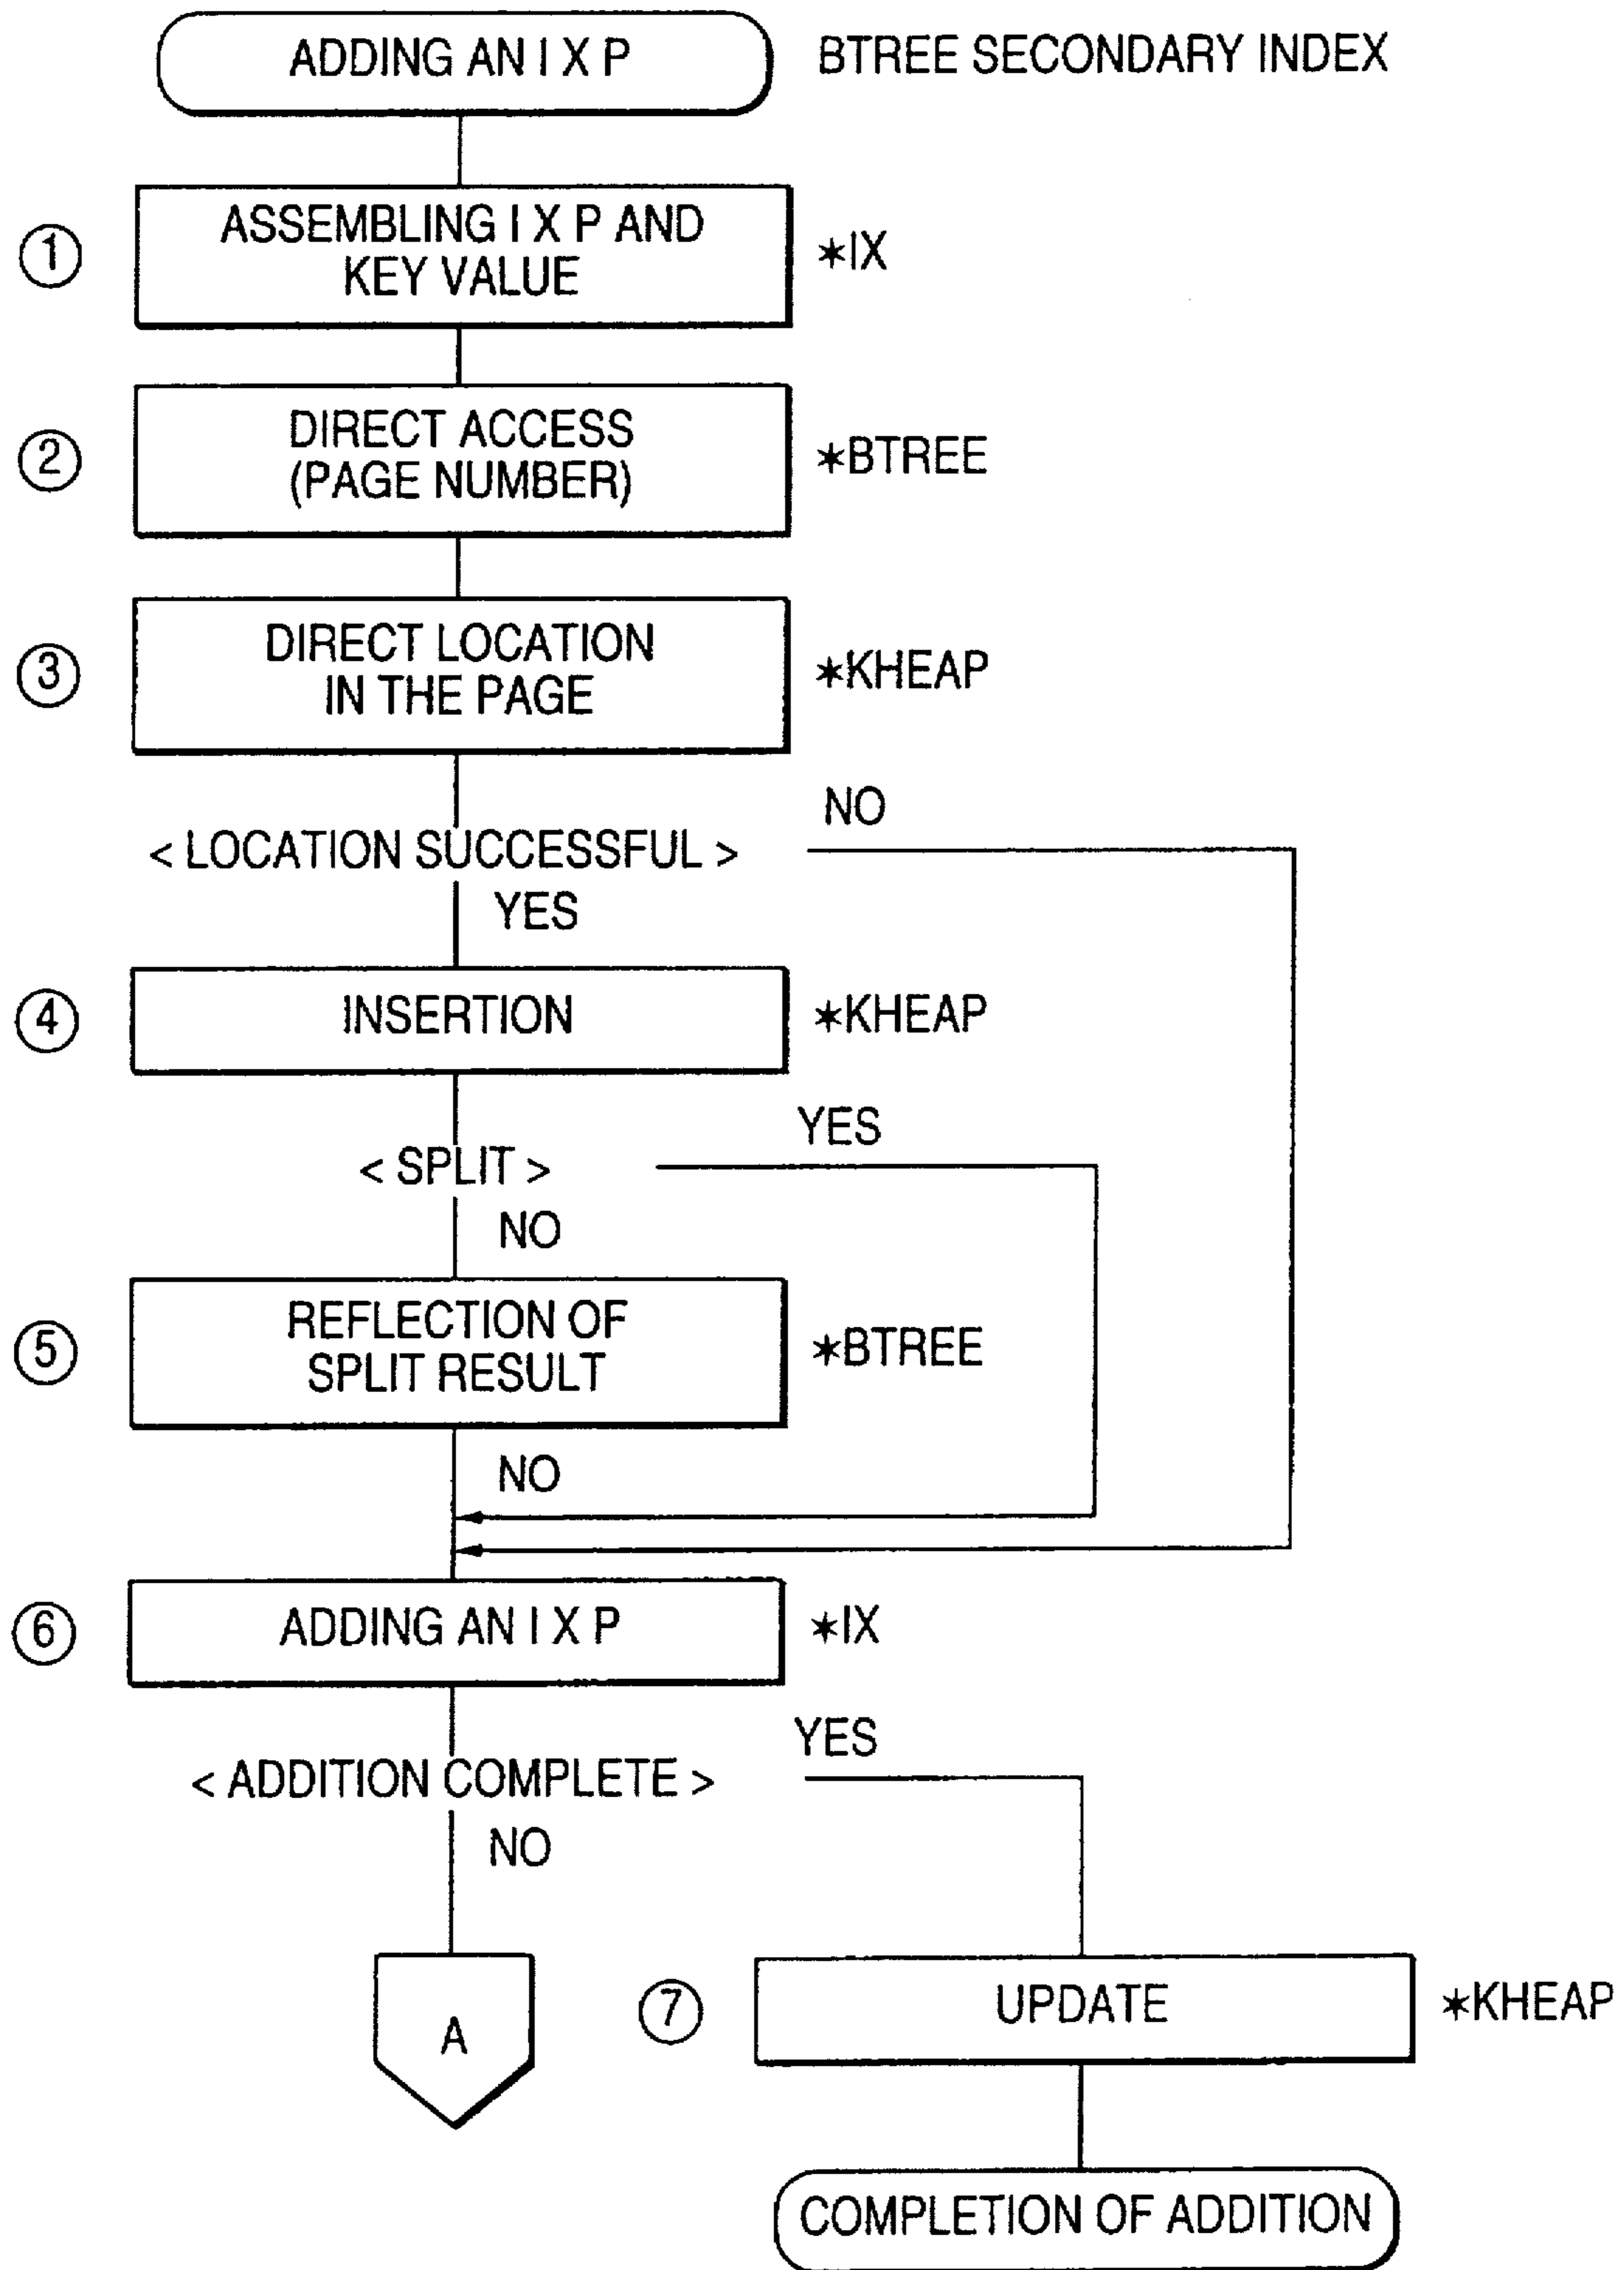 ADDING AN I X P
BTREE SECONDARY INDEX
1
ASSEMBLING I X P AND
KEY VALUE
*IX
2
DIRECT ACCESS
(PAGE NUMBER)
*BTREE
3
DIRECT LOCATION
IN THE PAGE
*KHEAP
NO
< LOCATION SUCCESSFUL >
YES
4
INSERTION
*KHEAP
YES
< SPLIT >
NO
5
REFLECTION OF
SPLIT RESULT
*BTREE
NO
6
ADDING AN I X P
*IX
YES
< ADDITION COMPLETE >
NO
A
7
UPDATE
*KHEAP
COMPLETION OF ADDITION